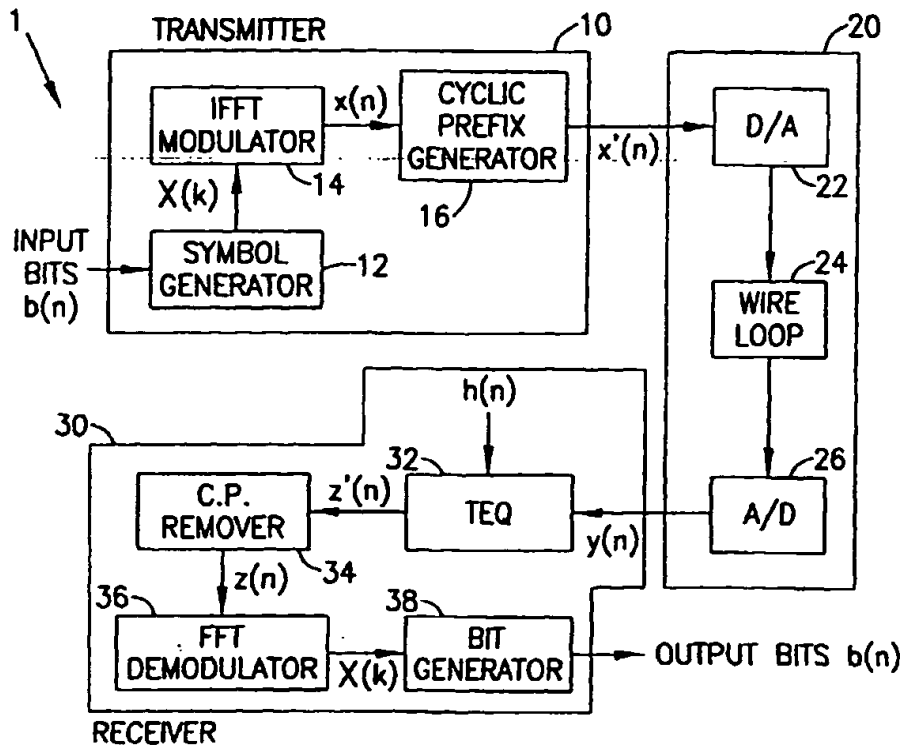 1
TRANSMITTER
10
20
IFFT
MODULATOR
14
x(n)
CYCLIC
PREFIX
GENERATOR
16
x'(n)
D/A
22
X(k)
INPUT
BITS
b(n)
SYMBOL
GENERATOR
12
24
WIRE
LOOP
30
h(n)
26
A/D
y(n)
32
TEQ
z'(n)
C.P.
REMOVER
34
z(n)
36
FFT
DEMODULATOR
X(k)
38
BIT
GENERATOR
OUTPUT BITS b(n)
RECEIVER